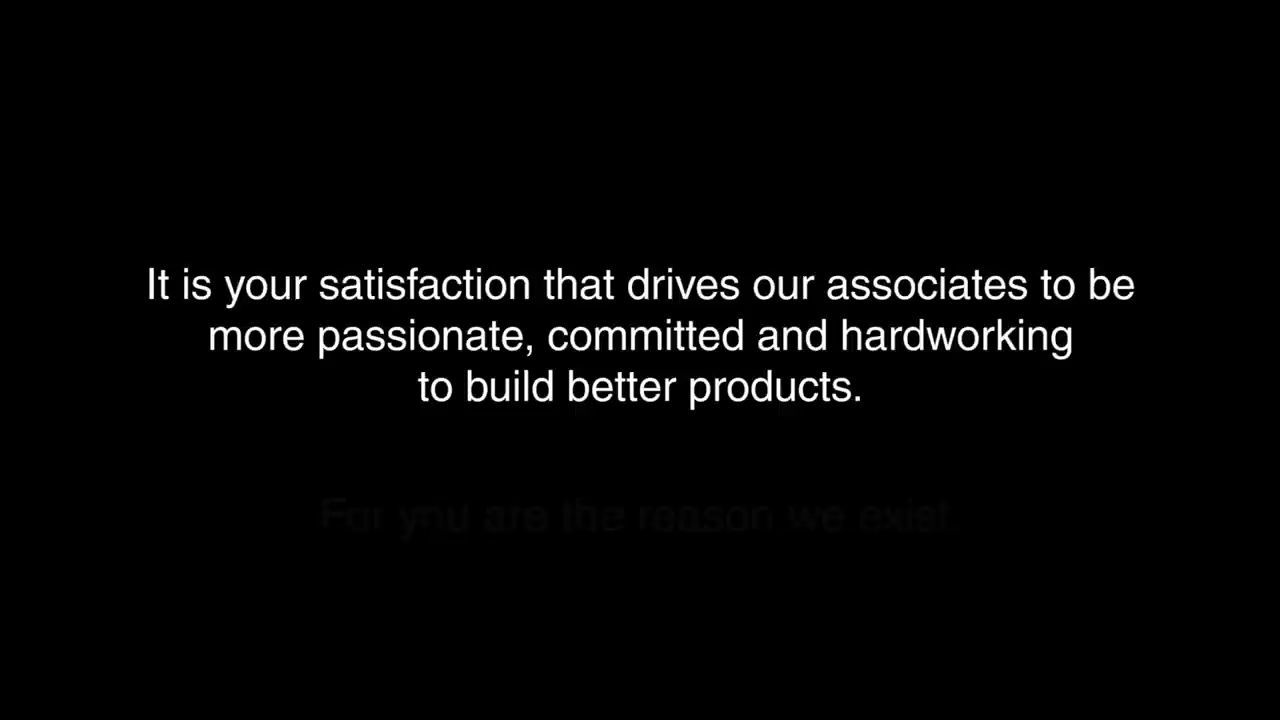 It is your satisfaction that drives our associates to be
more passionate, committed and hardworking
to build better products.
For you are the reason we exist.